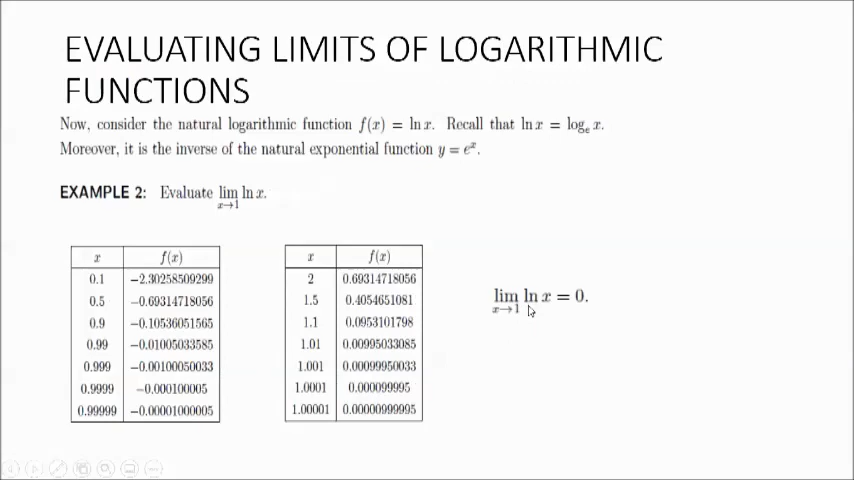 EVALUATING LIMITS OF LOGARITHMIC
FUNCTIONS
Now, consider the natural logarithmic function f(x) = ln x. Recall that ln x = logₑ x.
Moreover, it is the inverse of the natural exponential function y = eˣ.
EXAMPLE 2: Evaluate lim x→1 ln x.
x f(x)
0.1 −2.30258509299
0.5 −0.69314718056
0.9 −0.10536051565
0.99 −0.01005033585
0.999 −0.00100050033
0.9999 −0.000100005
0.99999 −0.00001000005
x f(x)
2 0.69314718056
1.5 0.4054651081
1.1 0.0953101798
1.01 0.00995033085
1.001 0.00099950033
1.0001 0.000099995
1.00001 0.00000999995
lim x→1 ln x = 0.